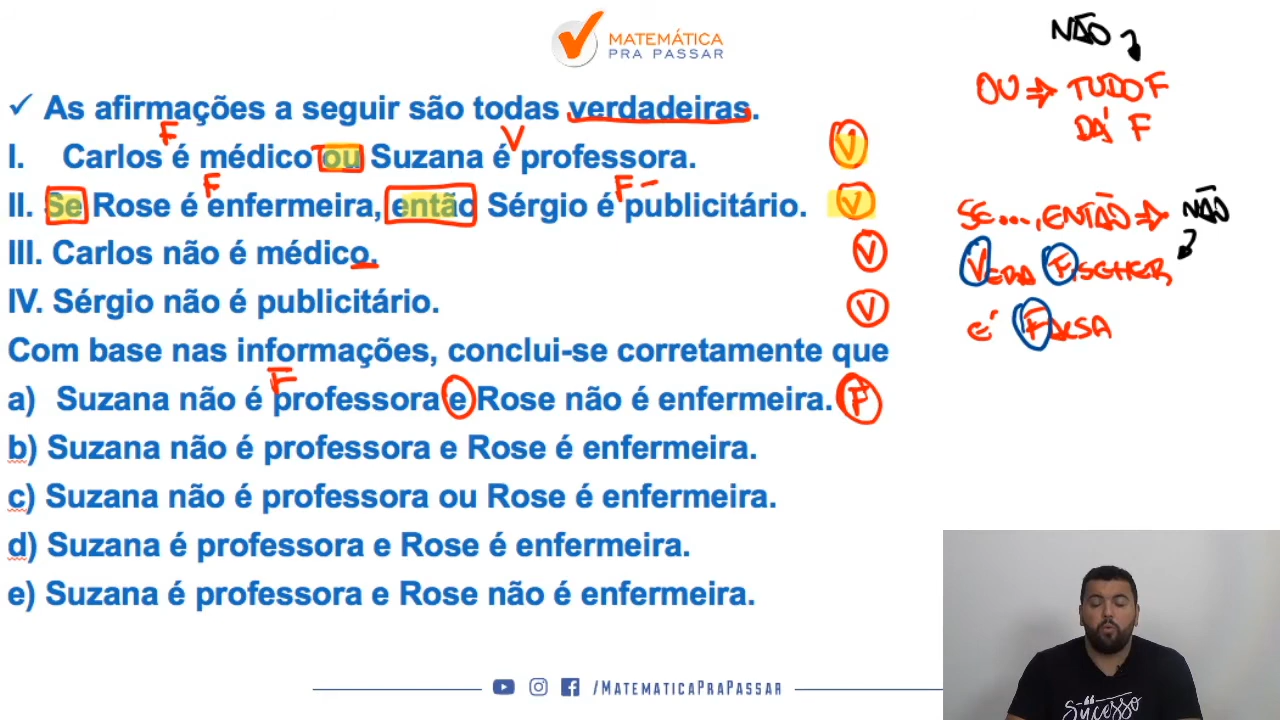 MATEMÁTICA
PRA PASSAR
NÃO
OU ⇒ TUDO F
DÁ F
✓ As afirmações a seguir são todas verdadeiras.
F V
I. Carlos é médico ou Suzana é professora. V
F F
II. Se Rose é enfermeira, então Sérgio é publicitário. V
III. Carlos não é médico. V
IV. Sérgio não é publicitário. V
SE..., ENTÃO ⇒ NÃO
VERA FISCHER
É FALSA
Com base nas informações, conclui-se corretamente que
F
a) Suzana não é professora e Rose não é enfermeira. F
b) Suzana não é professora e Rose é enfermeira.
c) Suzana não é professora ou Rose é enfermeira.
d) Suzana é professora e Rose é enfermeira.
e) Suzana é professora e Rose não é enfermeira.
/MATEMATICAPRAPASSAR
Sucesso